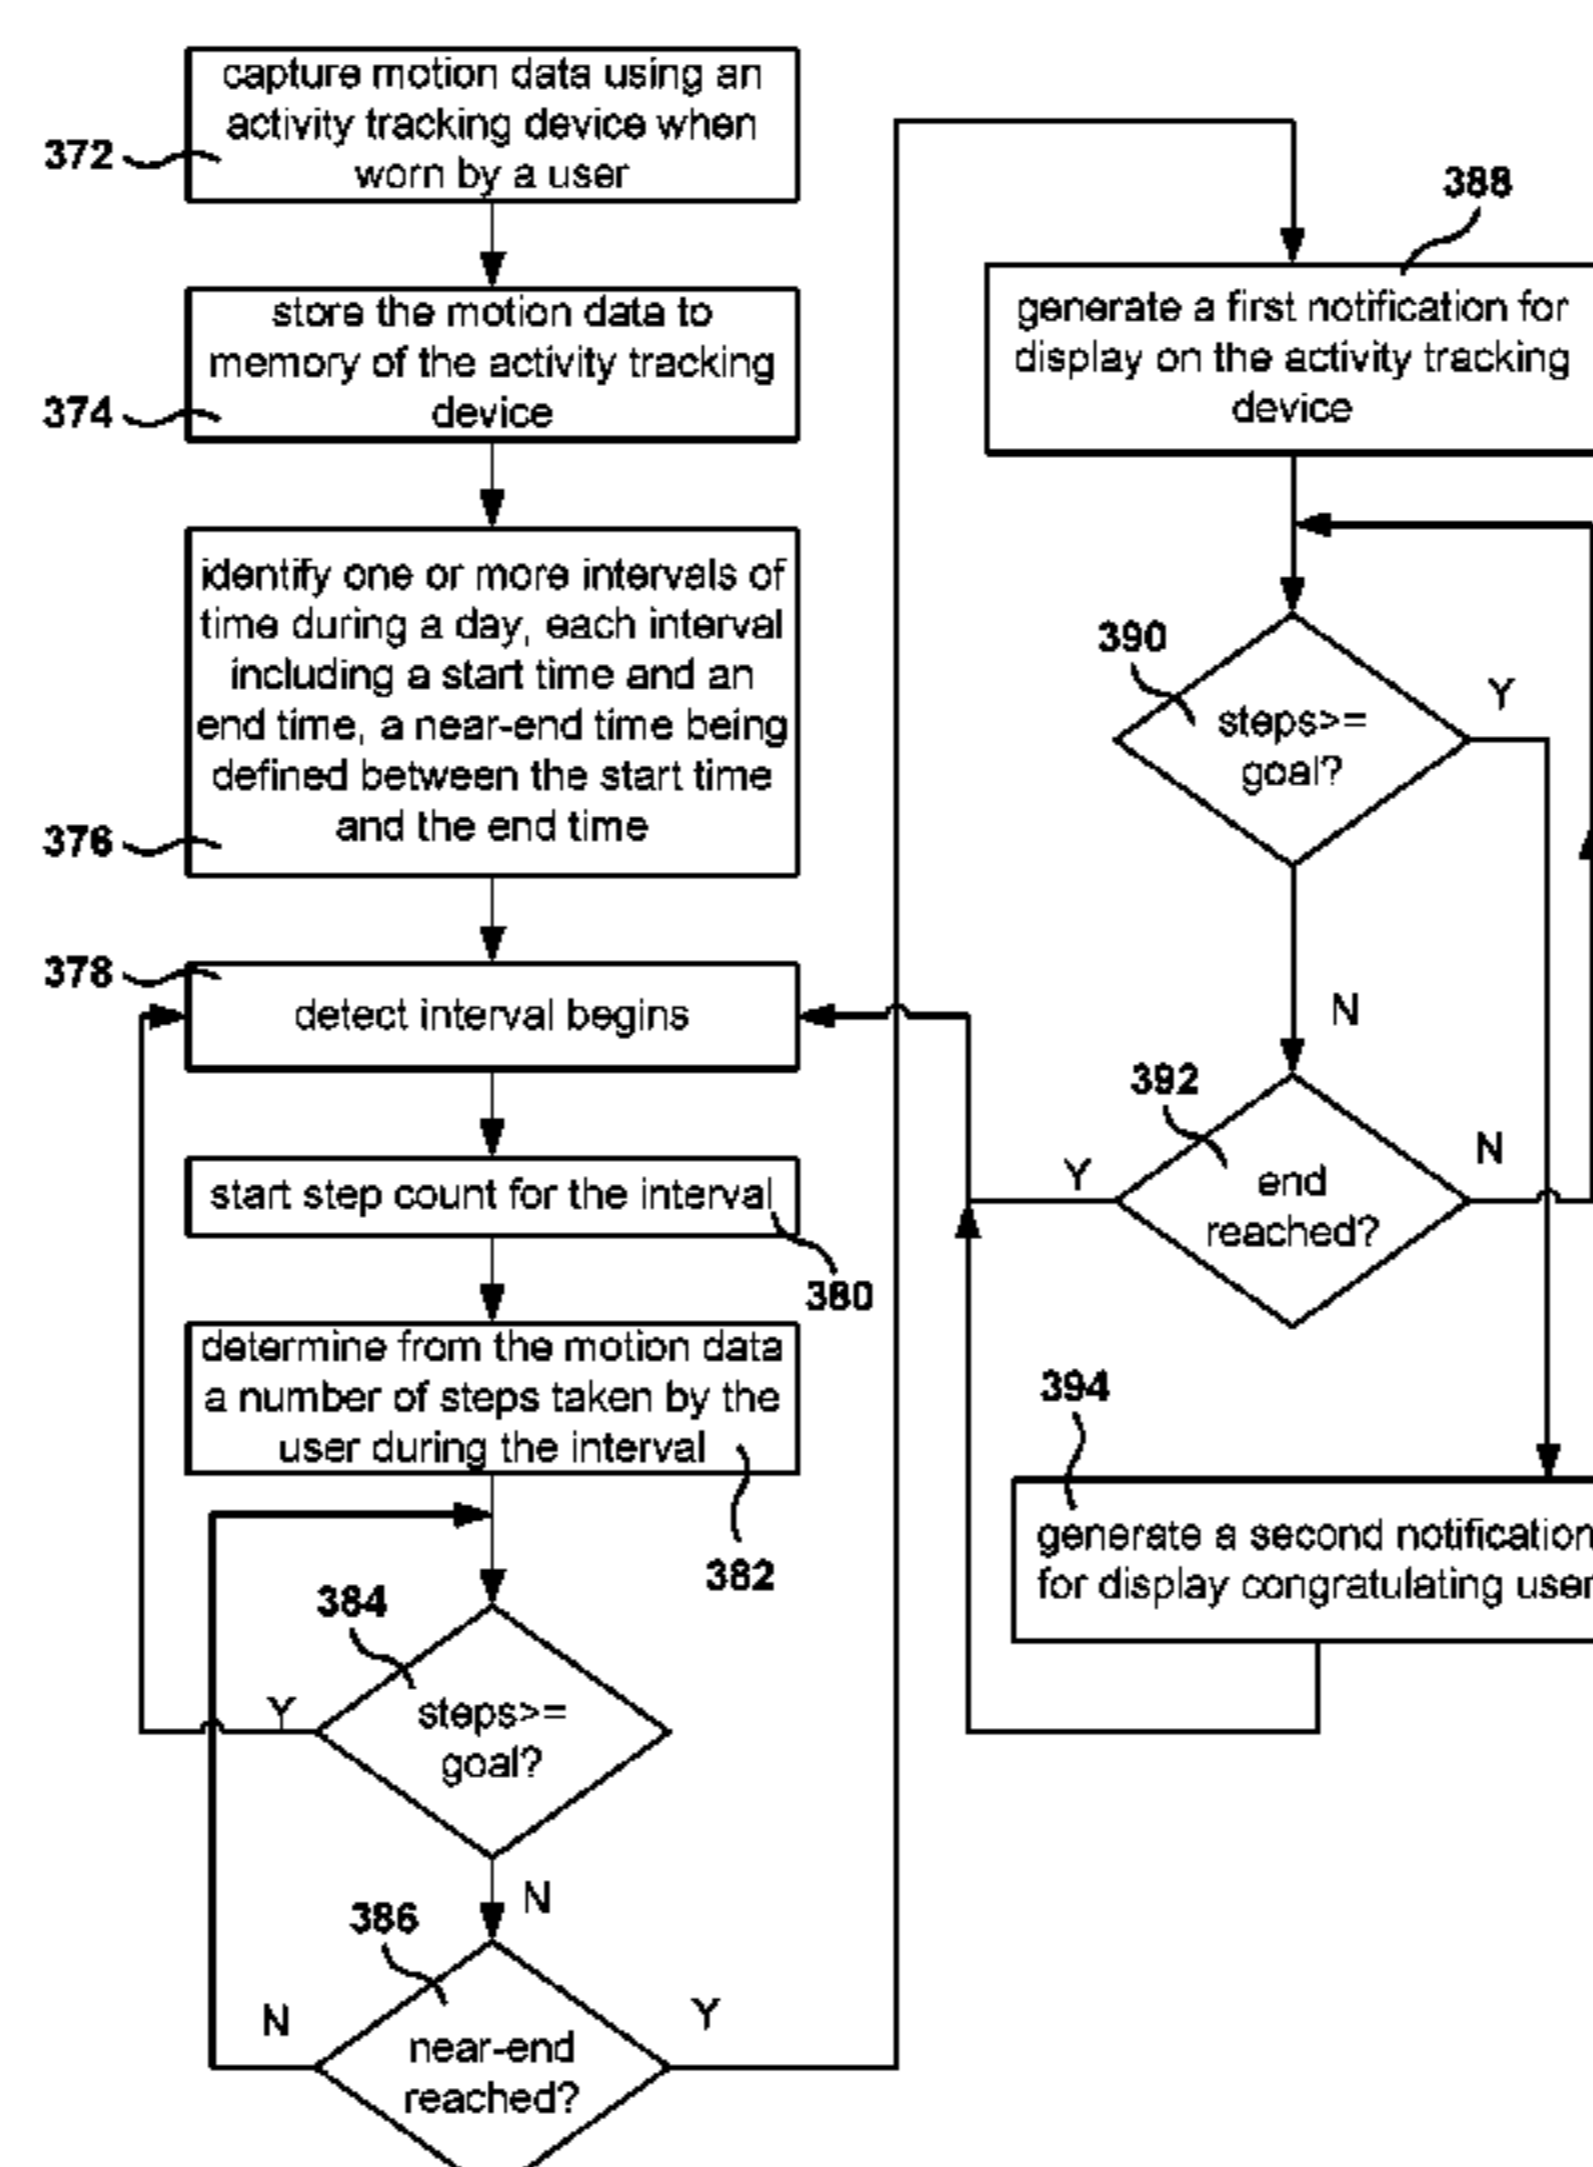 capture motion data using an
activity tracking device when
worn by a user
372
store the motion data to
memory of the activity tracking
device
374
identify one or more intervals of
time during a day, each interval
including a start time and an
end time, a near-end time being
defined between the start time
and the end time
376
378
detect interval begins
start step count for the interval
380
determine from the motion data
a number of steps taken by the
user during the interval
382
384
steps>=
goal?
Y
N
386
near-end
reached?
N
Y
388
generate a first notification for
display on the activity tracking
device
390
steps>=
goal?
Y
N
392
end
reached?
Y
N
394
generate a second notification
for display congratulating user